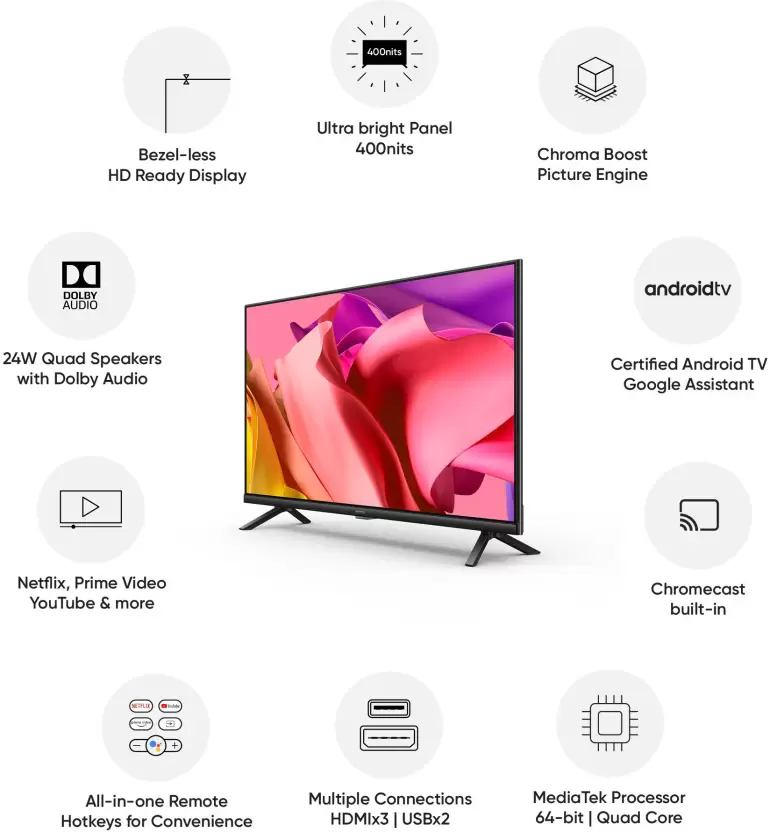 400nits
Ultra bright Panel
400nits
Bezel-less
HD Ready Display
Chroma Boost
Picture Engine
DOLBY
AUDIO
24W Quad Speakers
with Dolby Audio
androidtv
Certified Android TV
Google Assistant
Netflix, Prime Video
YouTube & more
Chromecast
built-in
NETFLIX
YouTube
prime video
All-in-one Remote
Hotkeys for Convenience
Multiple Connections
HDMIx3 | USBx2
MediaTek Processor
64-bit | Quad Core